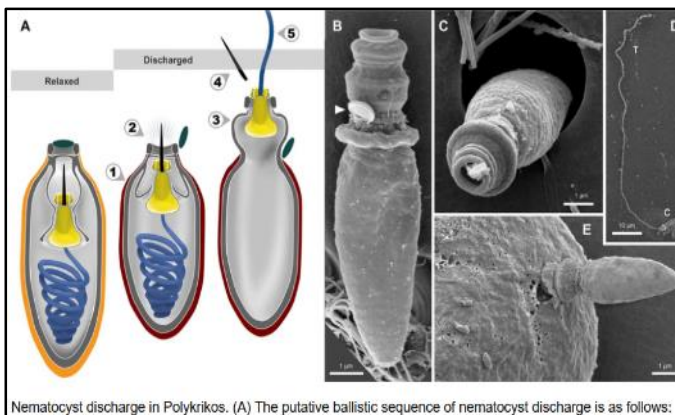 A
B
C
D
Discharged
Relaxed
5
4
3
2
1
T
1 µm
10 µm
C
E
1 µm
1 µm
Nematocyst discharge in Polykrikos. (A) The putative ballistic sequence of nematocyst discharge is as follows: